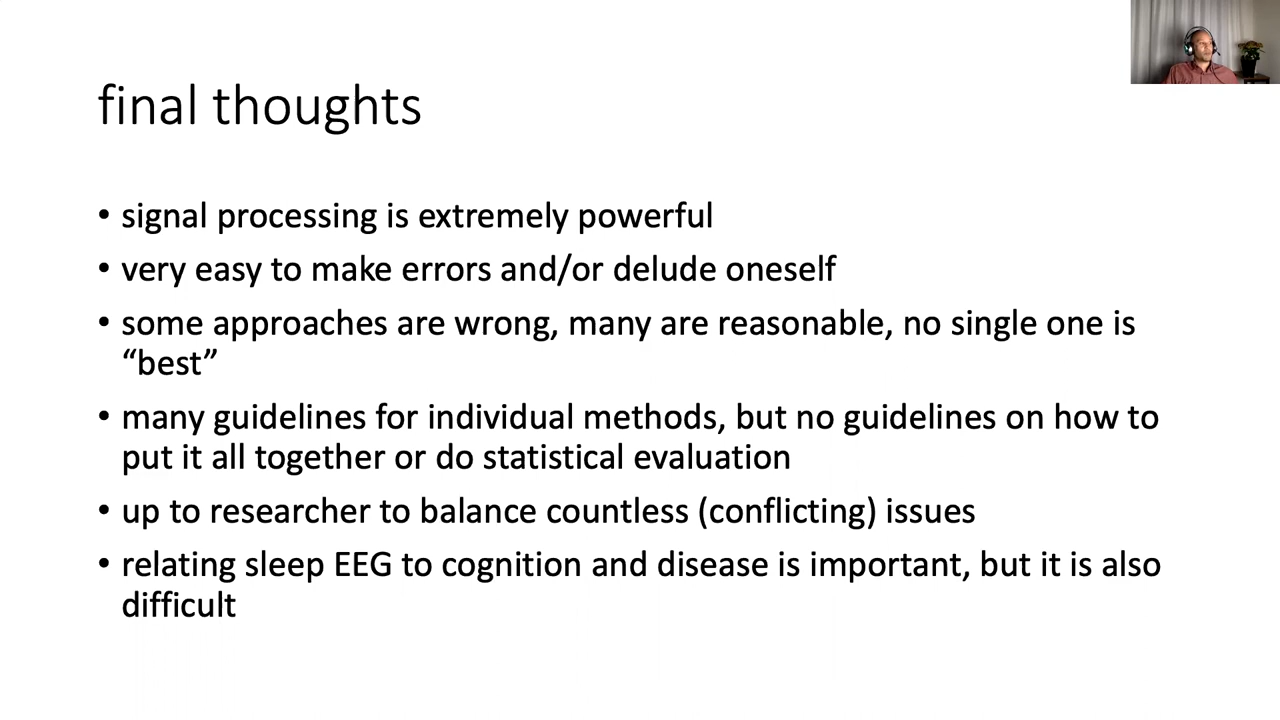 final thoughts
• signal processing is extremely powerful
• very easy to make errors and/or delude oneself
• some approaches are wrong, many are reasonable, no single one is
“best”
• many guidelines for individual methods, but no guidelines on how to
put it all together or do statistical evaluation
• up to researcher to balance countless (conflicting) issues
• relating sleep EEG to cognition and disease is important, but it is also
difficult